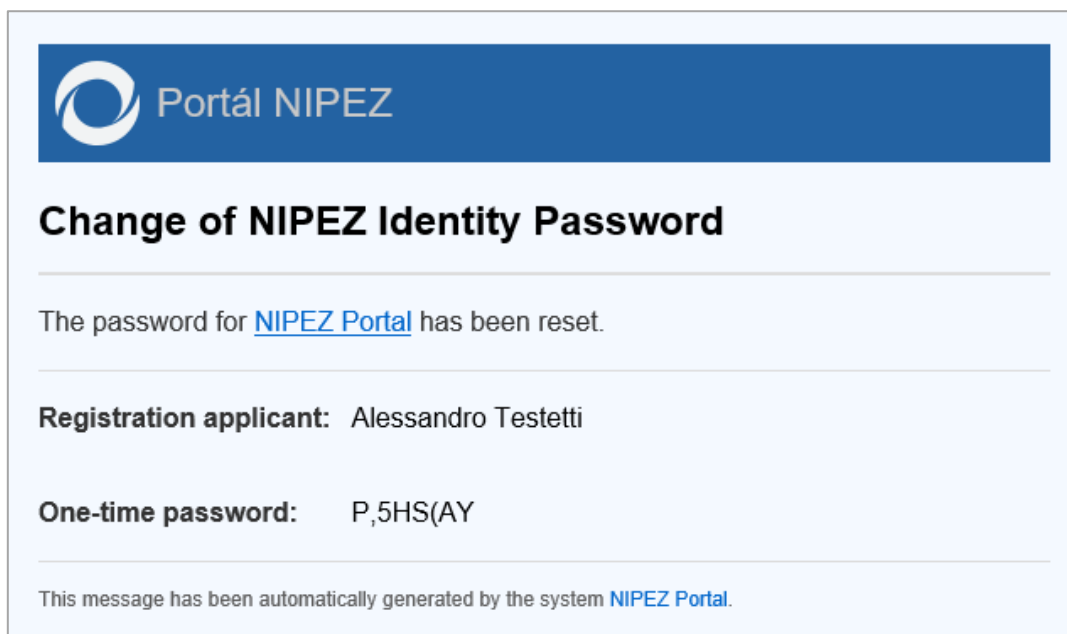 Portál NIPEZ
Change of NIPEZ Identity Password
The password for NIPEZ Portal has been reset.
Registration applicant: Alessandro Testetti
One-time password: P,5HS(AY
This message has been automatically generated by the system NIPEZ Portal.